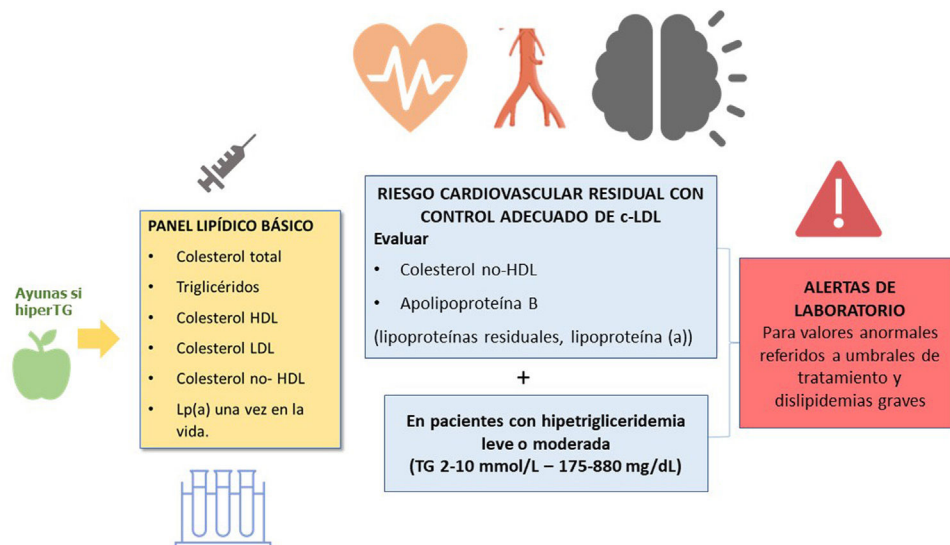 Ayunas si
hiperTG
PANEL LIPÍDICO BÁSICO
• Colesterol total
• Triglicéridos
• Colesterol HDL
• Colesterol LDL
• Colesterol no- HDL
• Lp(a) una vez en la
vida.
RIESGO CARDIOVASCULAR RESIDUAL CON
CONTROL ADECUADO DE c-LDL
Evaluar
• Colesterol no-HDL
• Apolipoproteína B
(lipoproteínas residuales, lipoproteína (a))
+
En pacientes con hipetrigliceridemia
leve o moderada
(TG 2-10 mmol/L – 175-880 mg/dL)
ALERTAS DE
LABORATORIO
Para valores anormales
referidos a umbrales de
tratamiento y
dislipidemias graves